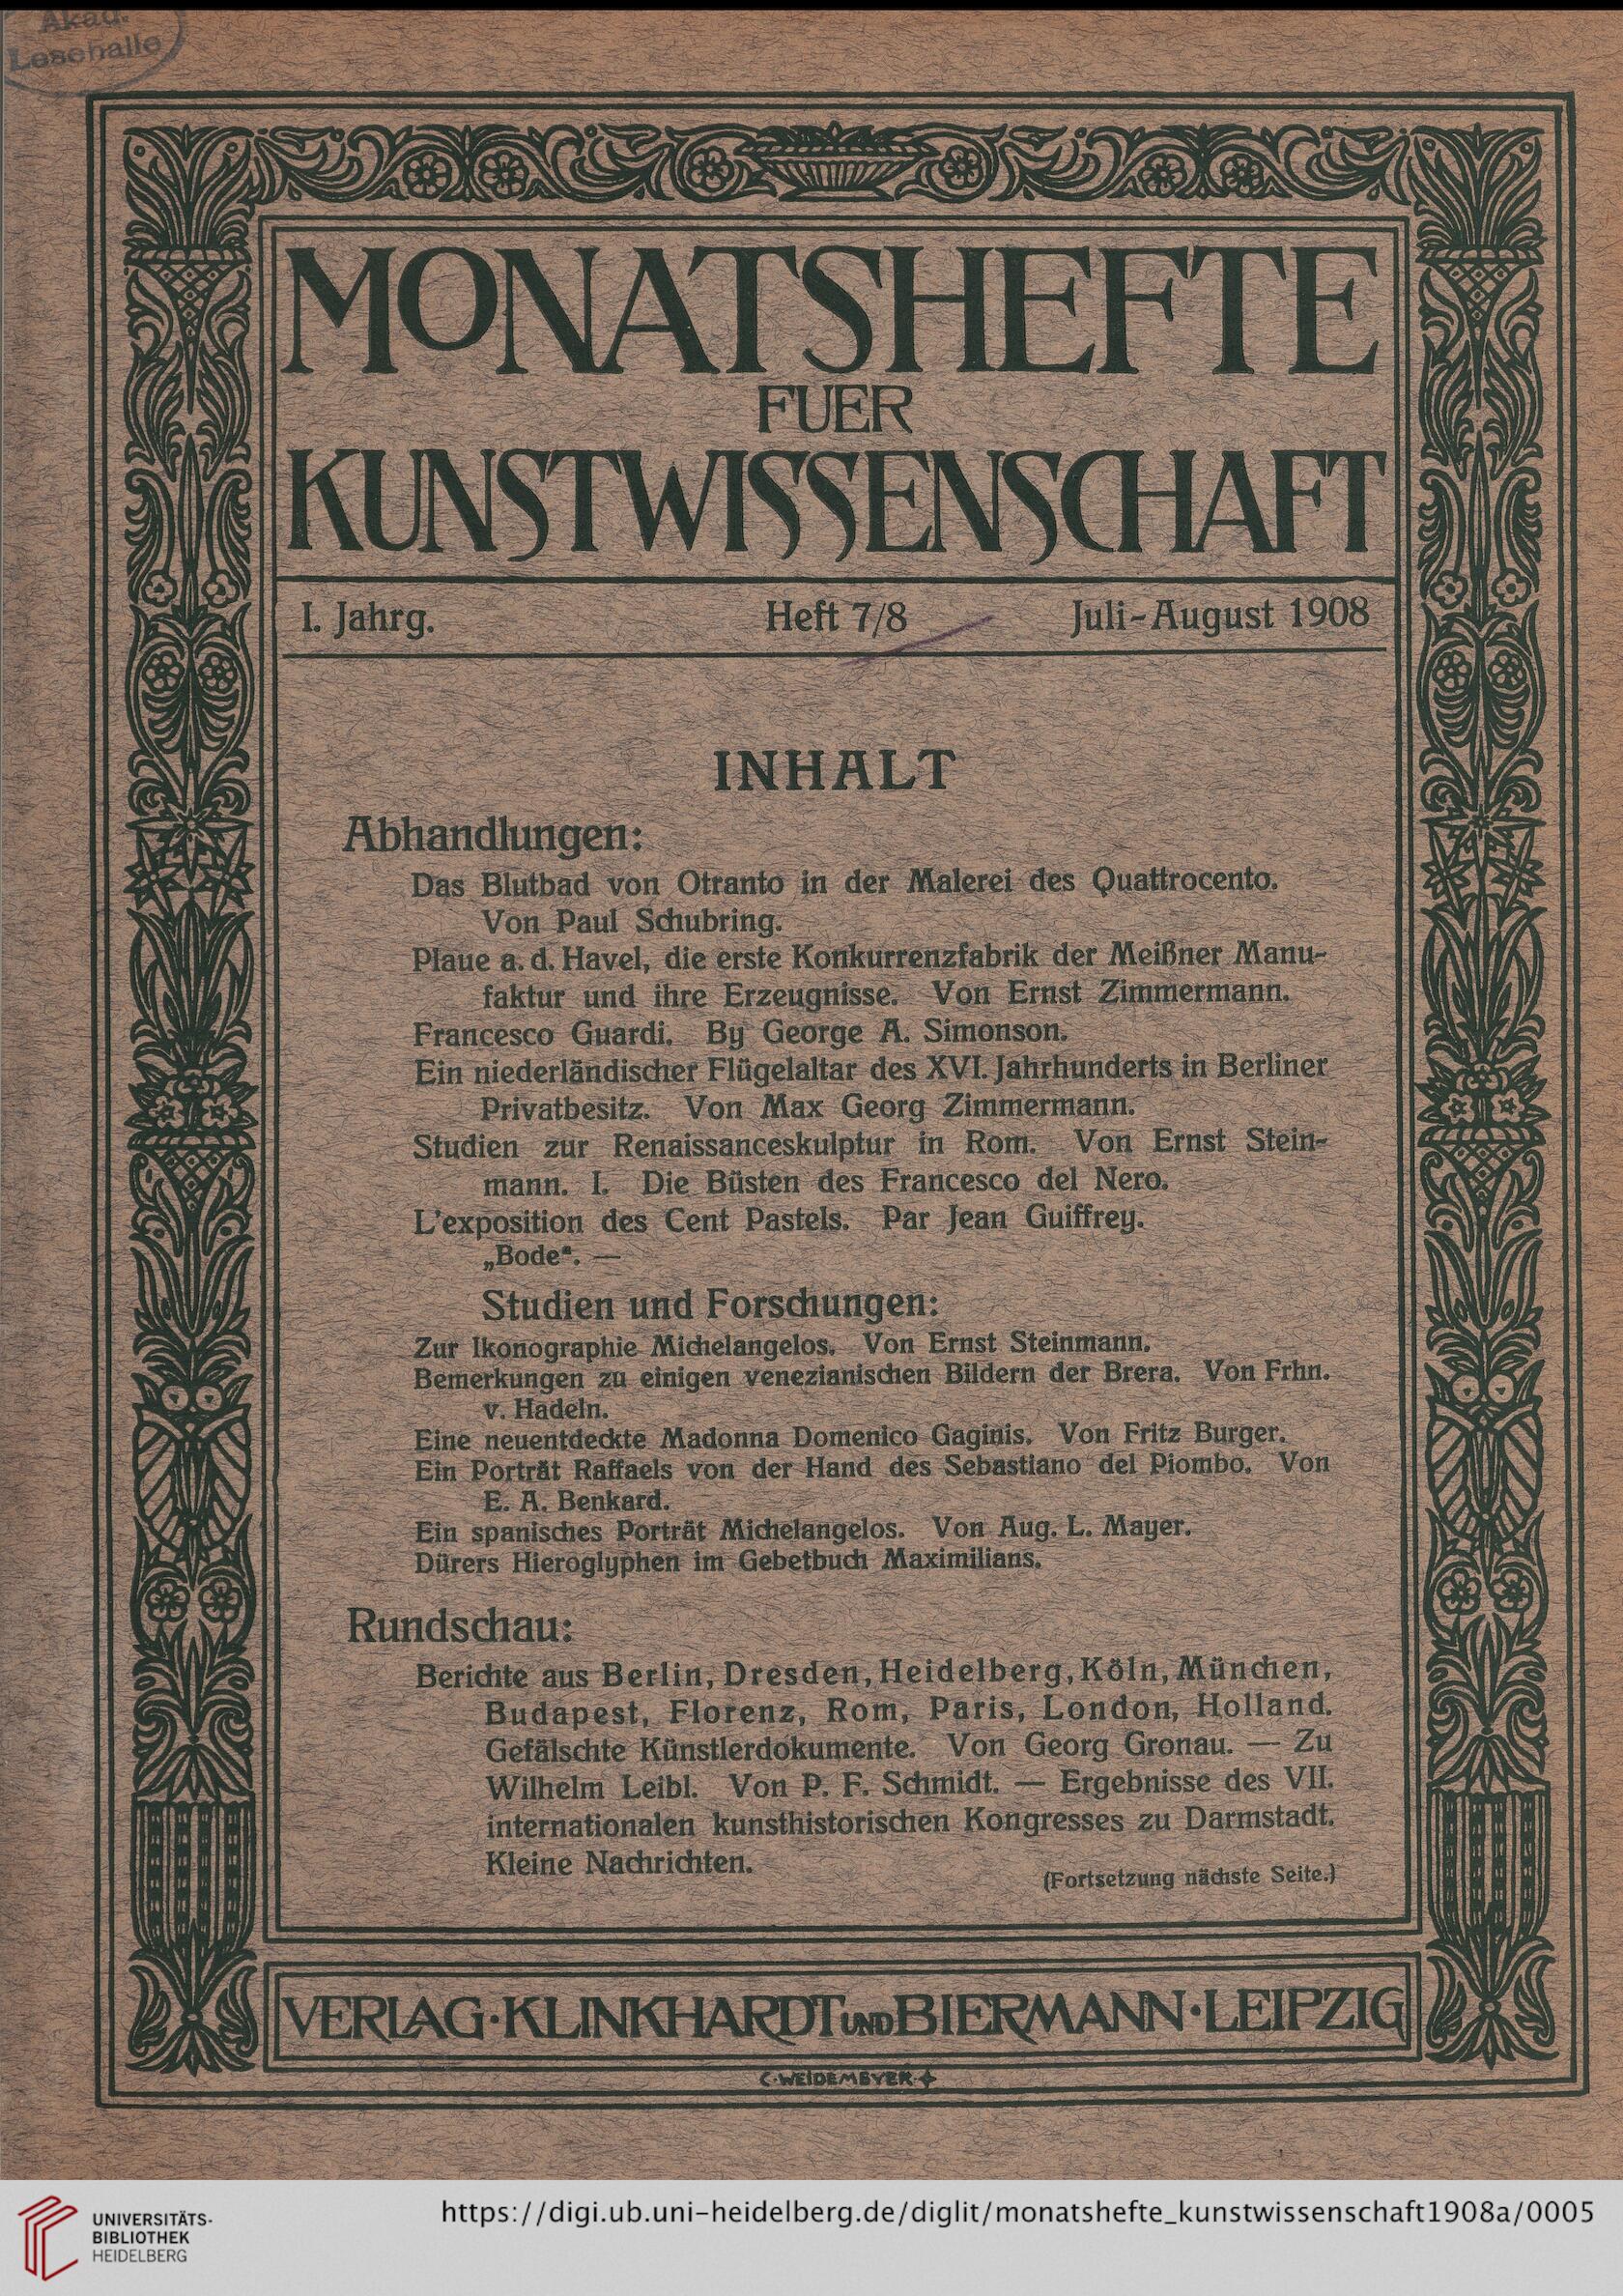 Akad.
Lesehalle
MONATSHEFTE
FUER
KUNSTWISSENSCHAFT
I. Jahrg. Heft 7/8 Juli-August 1908
INHALT
Abhandlungen:
Das Blutbad von Otranto in der Malerei des Quattrocento.
Von Paul Schubring.
Plaue a. d. Havel, die erste Konkurrenzfabrik der Meißner Manu-
faktur und ihre Erzeugnisse. Von Ernst Zimmermann.
Francesco Guardi. By George A. Simonson.
Ein niederländischer Flügelaltar des XVI. Jahrhunderts in Berliner
Privatbesitz. Von Max Georg Zimmermann.
Studien zur Renaissanceskulptur in Rom. Von Ernst Stein-
mann. I. Die Büsten des Francesco del Nero.
L'exposition des Cent Pastels. Par Jean Guiffrey.
„Bode“. —
Studien und Forschungen:
Zur Ikonographie Michelangelos. Von Ernst Steinmann.
Bemerkungen zu einigen venezianischen Bildern der Brera. Von Frhn.
v. Hadeln.
Eine neuentdeckte Madonna Domenico Gaginis. Von Fritz Burger.
Ein Porträt Raffaels von der Hand des Sebastiano del Piombo. Von
E. A. Benkard.
Ein spanisches Porträt Michelangelos. Von Aug. L. Mayer.
Dürers Hieroglyphen im Gebetbuch Maximilians.
Rundschau:
Berichte aus Berlin, Dresden, Heidelberg, Köln, München,
Budapest, Florenz, Rom, Paris, London, Holland.
Gefälschte Künstlerdokumente. Von Georg Gronau. — Zu
Wilhelm Leibl. Von P. F. Schmidt. — Ergebnisse des VII.
internationalen kunsthistorischen Kongresses zu Darmstadt.
Kleine Nachrichten.
(Fortsetzung nächste Seite.)
VERLAG·KLINKHARDT UND BIERMANN·LEIPZIG
C·WEIDEMEYER·
UNIVERSITÄTS-
BIBLIOTHEK
HEIDELBERG
https://digi.ub.uni-heidelberg.de/diglit/monatshefte_kunstwissenschaft1908a/0005